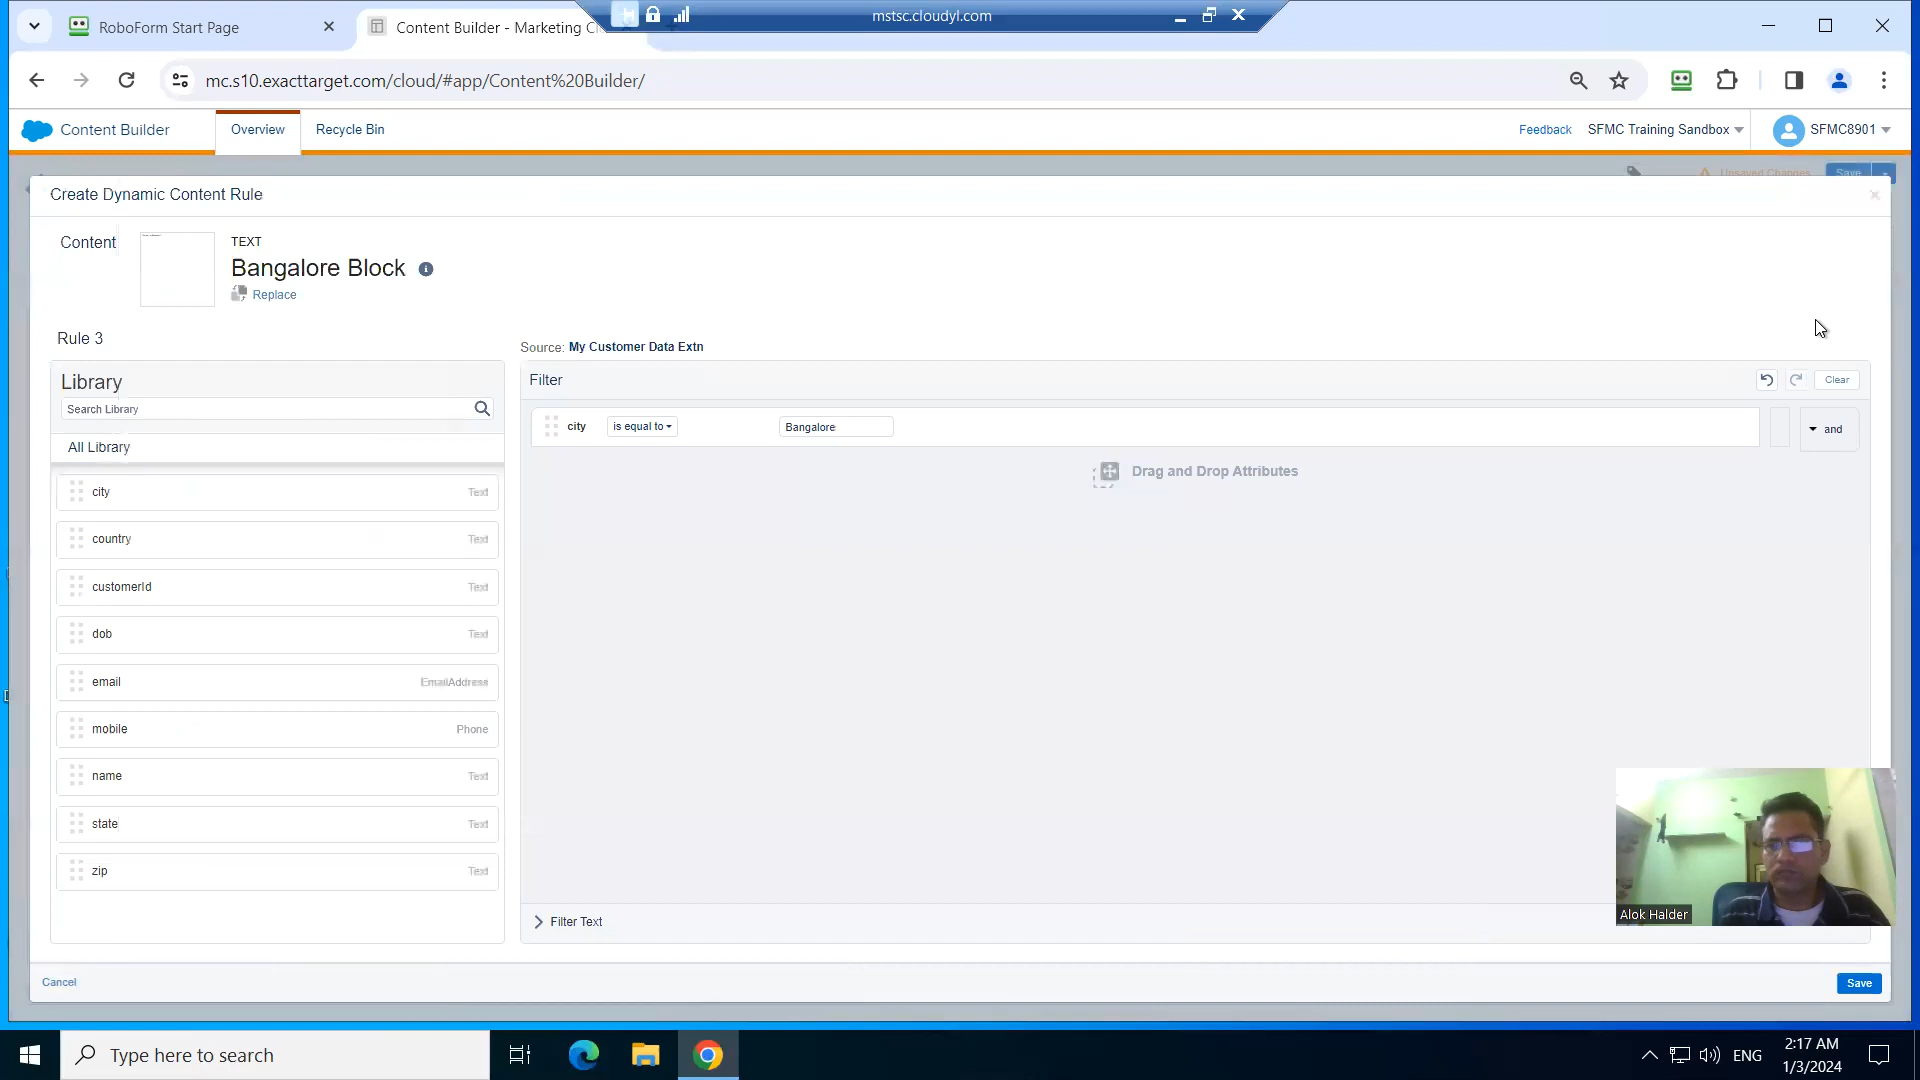 RoboForm Start Page
Content Builder - Marketing Cl
mstsc.cloudyl.com
mc.s10.exacttarget.com/cloud/#app/Content%20Builder/
Content Builder
Overview
Recycle Bin
Feedback
SFMC Training Sandbox
SFMC8901
Unsaved Changes
Save
Create Dynamic Content Rule
Content
TEXT
Bangalore Block
Replace
Rule 3
Source: My Customer Data Extn
Library
Search Library
All Library
Filter
Clear
city is equal to Bangalore
and
Drag and Drop Attributes
city Text
country Text
customerId Text
dob Text
email EmailAddress
mobile Phone
name Text
state Text
zip Text
Filter Text
Alok Halder
Cancel
Save
Type here to search
ENG
2:17 AM
1/3/2024